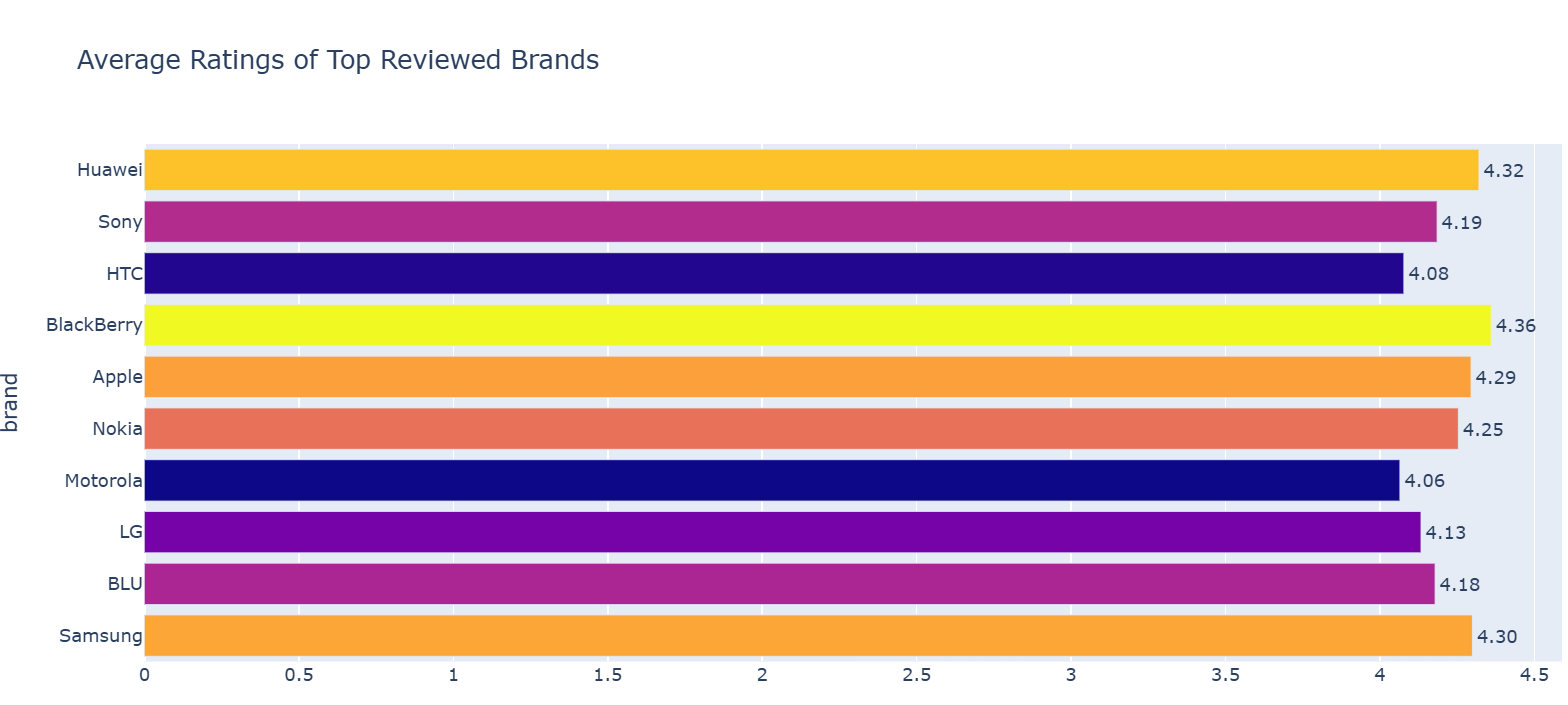 Average Ratings of Top Reviewed Brands
Huawei 4.32
Sony 4.19
HTC 4.08
BlackBerry 4.36
Apple 4.29
Nokia 4.25
brand
Motorola 4.06
LG 4.13
BLU 4.18
Samsung 4.30
0 0.5 1 1.5 2 2.5 3 3.5 4 4.5